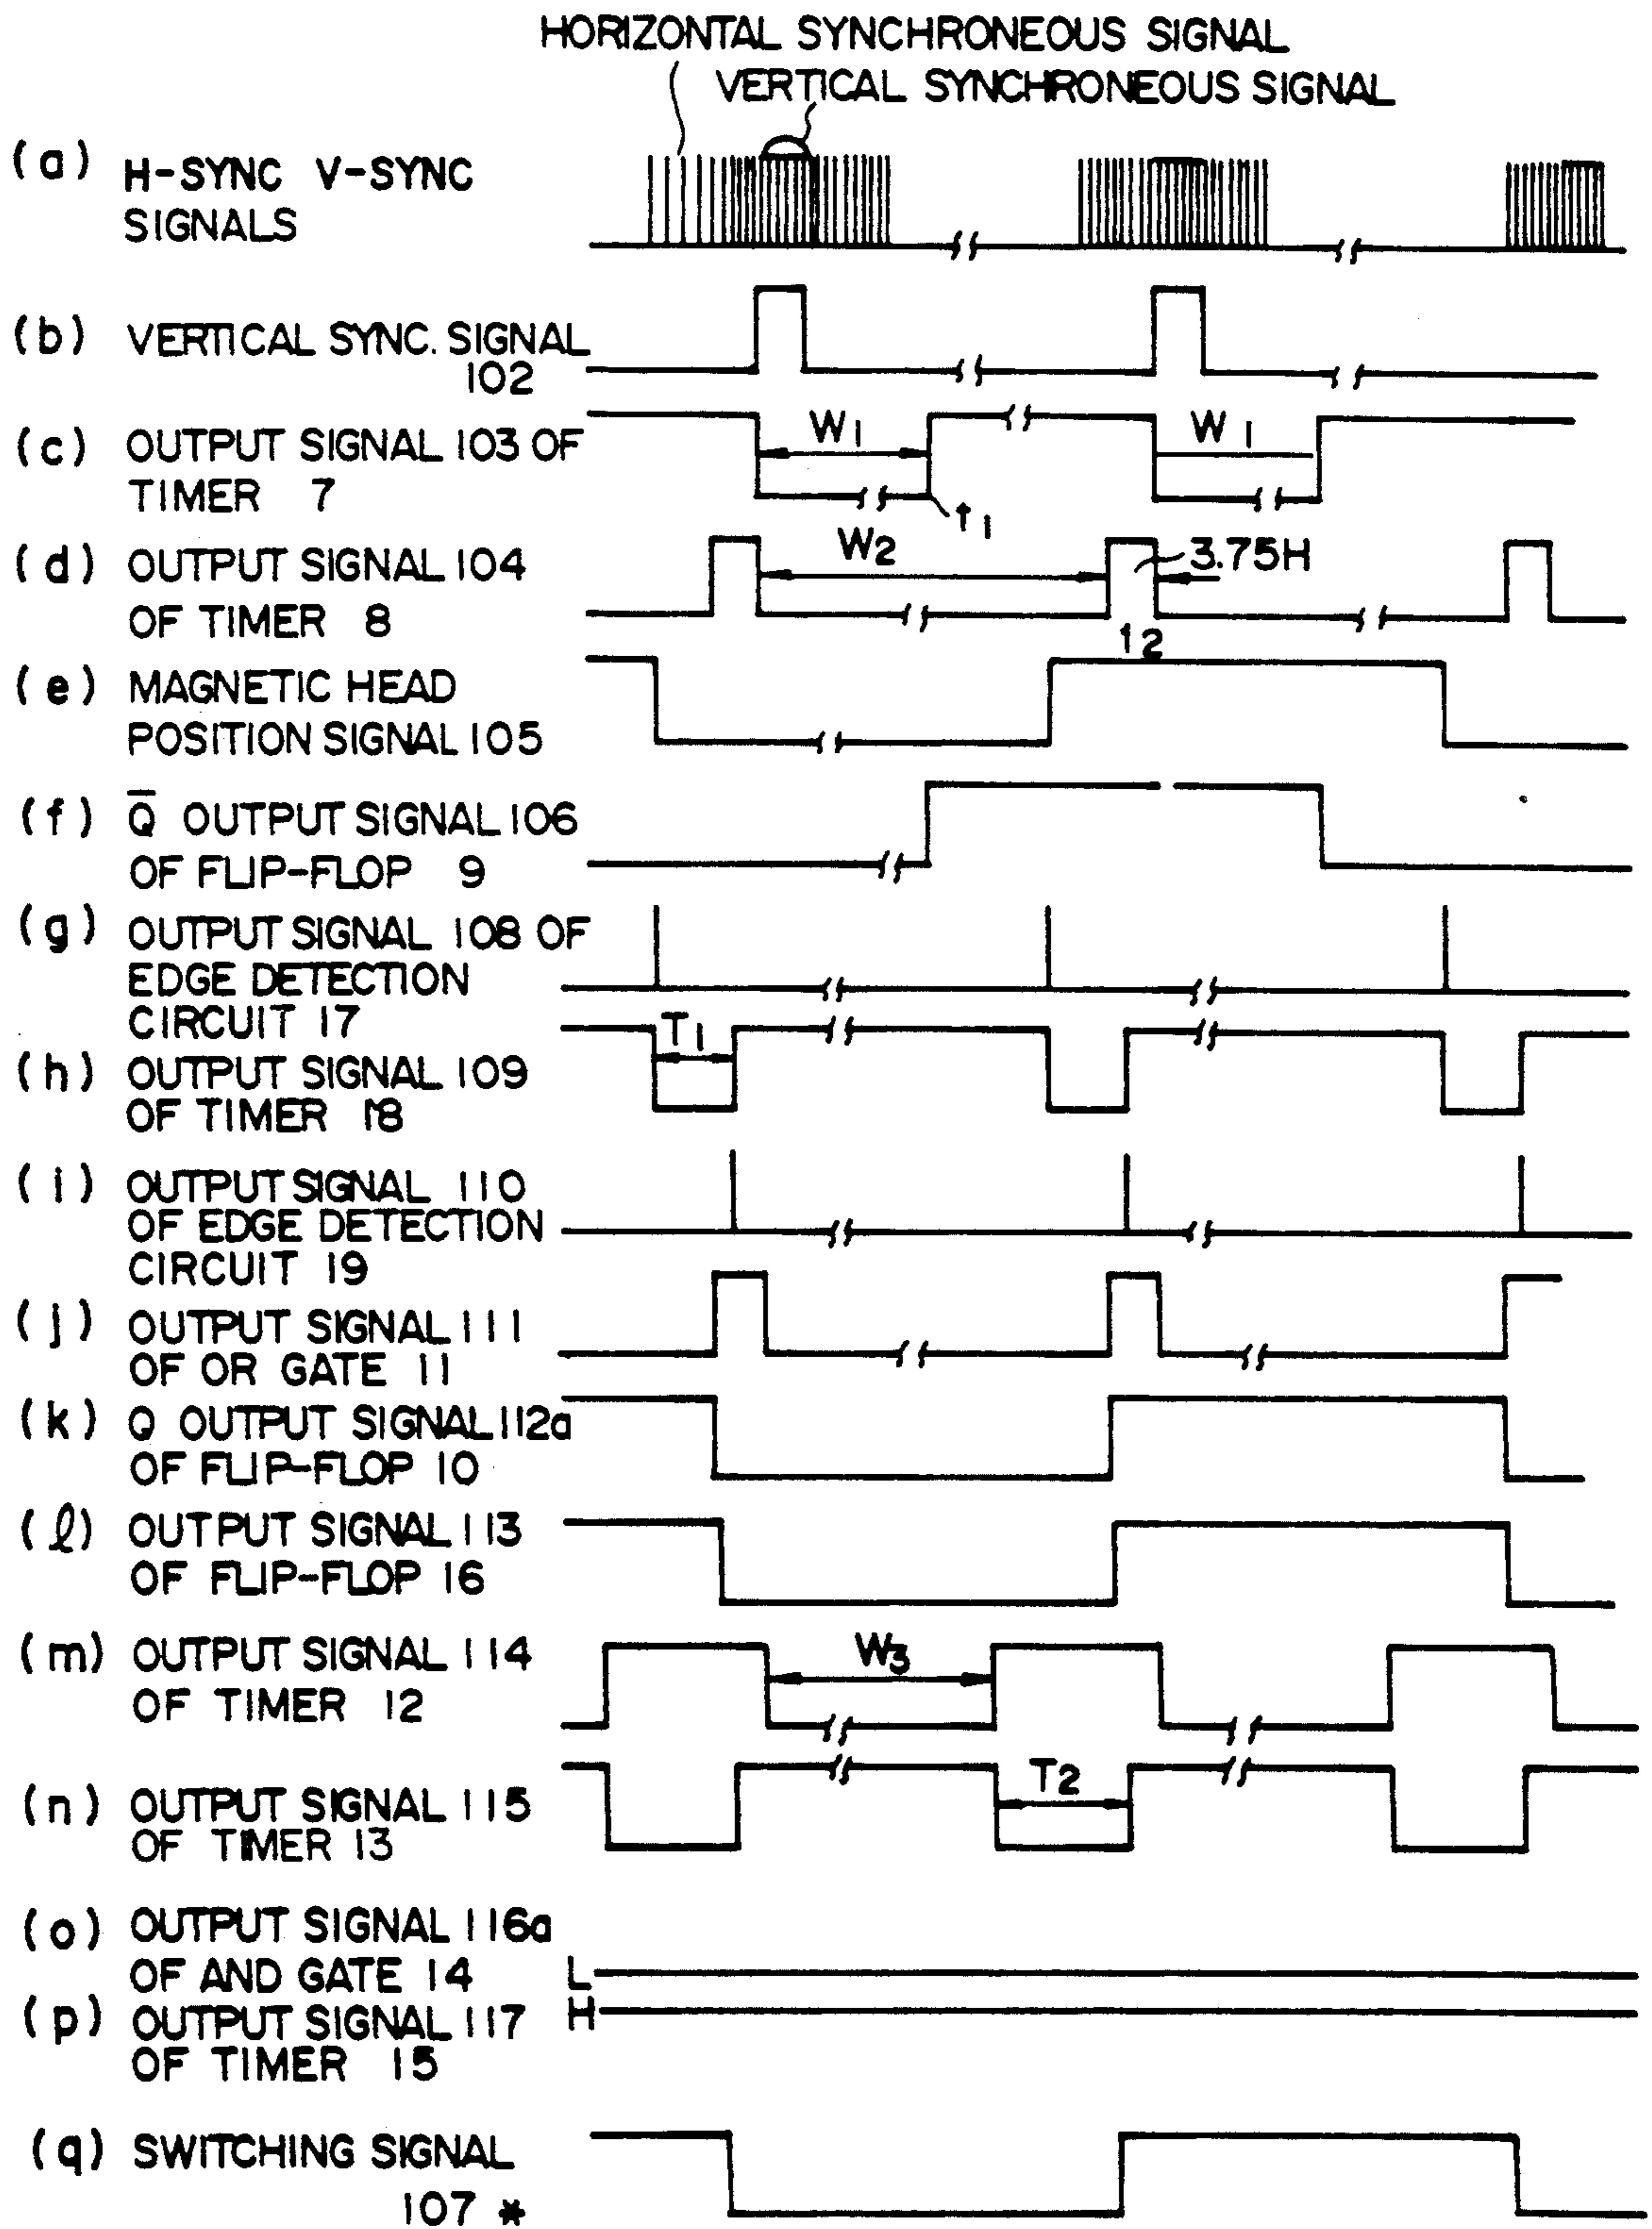 HORIZONTAL SYNCHRONEOUS SIGNAL
VERTICAL SYNCHRONEOUS SIGNAL
(a) H-SYNC V-SYNC
SIGNALS
(b) VERTICAL SYNC. SIGNAL
102
(c) OUTPUT SIGNAL 103 OF
TIMER 7
W1 W1
t1
(d) OUTPUT SIGNAL 104
OF TIMER 8
W2 3.75H
t2
(e) MAGNETIC HEAD
POSITION SIGNAL 105
(f) Q̅ OUTPUT SIGNAL 106
OF FLIP-FLOP 9
(g) OUTPUT SIGNAL 108 OF
EDGE DETECTION
CIRCUIT 17
T1
(h) OUTPUT SIGNAL 109
OF TIMER 18
(i) OUTPUT SIGNAL 110
OF EDGE DETECTION
CIRCUIT 19
(j) OUTPUT SIGNAL 111
OF OR GATE 11
(k) Q OUTPUT SIGNAL 112a
OF FLIP-FLOP 10
(ℓ) OUTPUT SIGNAL 113
OF FLIP-FLOP 16
(m) OUTPUT SIGNAL 114
OF TIMER 12
W3
(n) OUTPUT SIGNAL 115
OF TIMER 13
T2
(o) OUTPUT SIGNAL 116a
OF AND GATE 14 L
(p) OUTPUT SIGNAL 117 H
OF TIMER 15
(q) SWITCHING SIGNAL
107 *